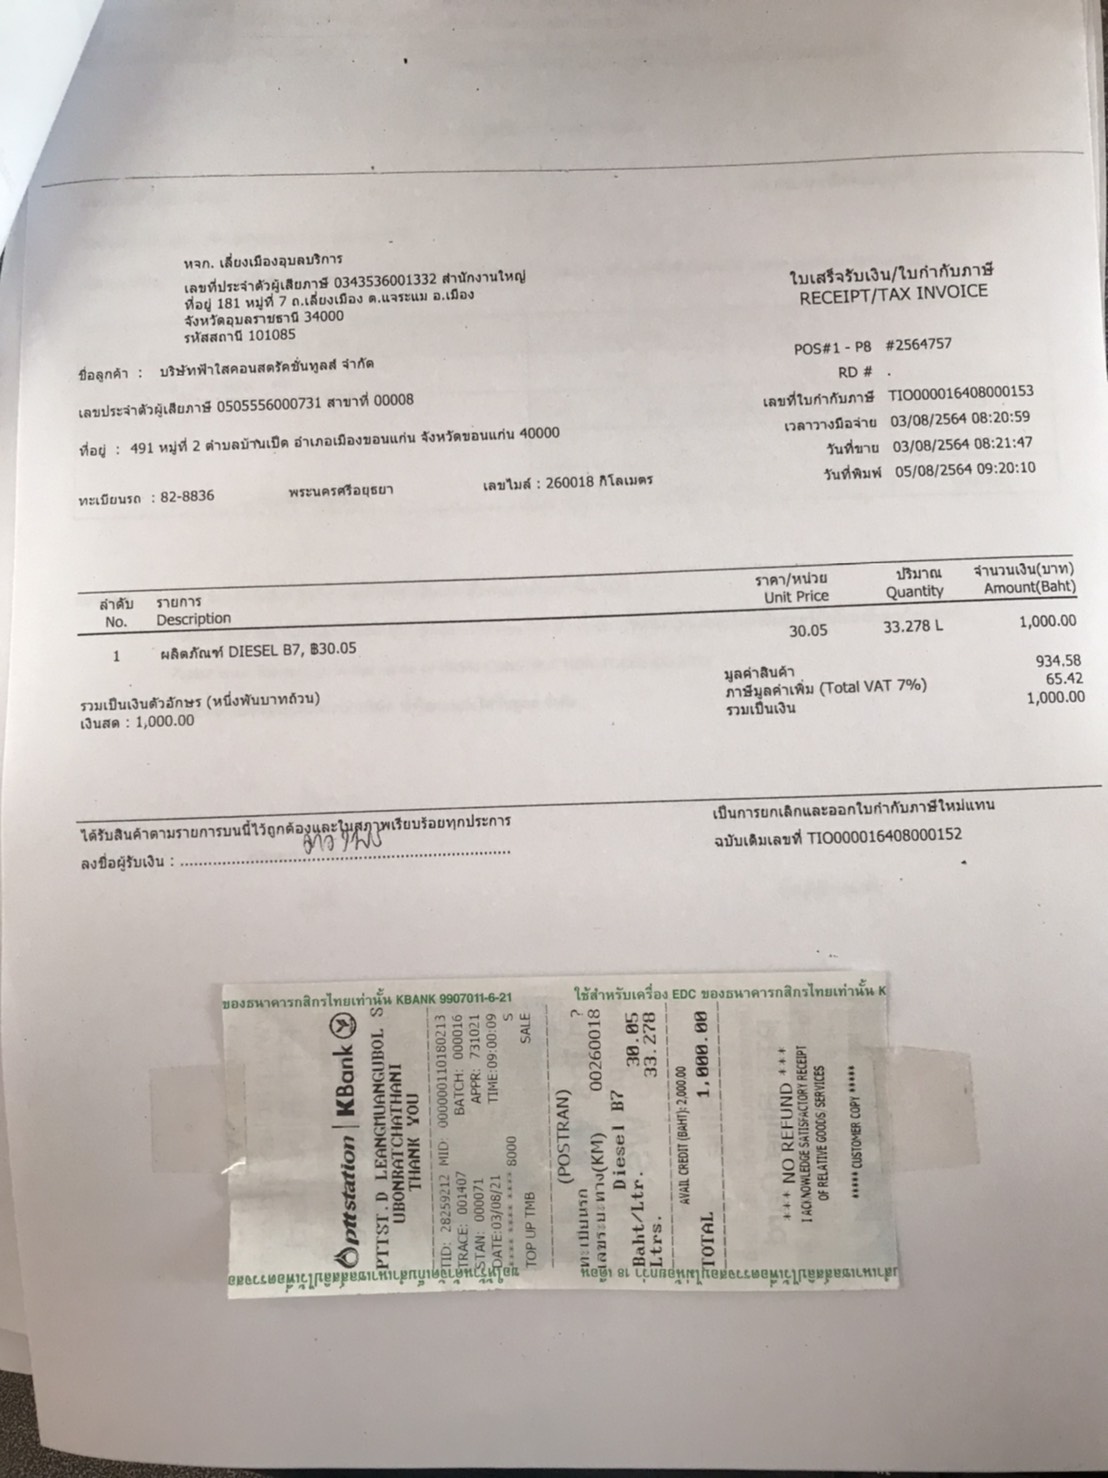 หจก. เลี่ยงเมืองอุบลบริการ
เลขที่ประจำตัวผู้เสียภาษี 0343536001332 สำนักงานใหญ่
ที่อยู่ 181 หมู่ที่ 7 ถ.เลี่ยงเมือง ต.แจระแม อ.เมือง
จังหวัดอุบลราชธานี 34000
รหัสสถานี 101085
ใบเสร็จรับเงิน/ใบกำกับภาษี
RECEIPT/TAX INVOICE
POS#1 - P8 #2564757
RD # .
เลขที่ใบกำกับภาษี TIO000016408000153
เวลาวางมือจ่าย 03/08/2564 08:20:59
วันที่ขาย 03/08/2564 08:21:47
วันที่พิมพ์ 05/08/2564 09:20:10
ชื่อลูกค้า : บริษัทฟ้าใสคอนสตรัคชั่นทูลส์ จำกัด
เลขประจำตัวผู้เสียภาษี 0505556000731 สาขาที่ 00008
ที่อยู่ : 491 หมู่ที่ 2 ตำบลบ้านเป็ด อำเภอเมืองขอนแก่น จังหวัดขอนแก่น 40000
ทะเบียนรถ : 82-8836 พระนครศรีอยุธยา เลขไมล์ : 260018 กิโลเมตร
ลำดับ รายการ ราคา/หน่วย ปริมาณ จำนวนเงิน(บาท)
No. Description Unit Price Quantity Amount(Baht)
1 ผลิตภัณฑ์ DIESEL B7, ฿30.05 30.05 33.278 L 1,000.00
มูลค่าสินค้า 934.58
ภาษีมูลค่าเพิ่ม (Total VAT 7%) 65.42
รวมเป็นเงิน 1,000.00
รวมเป็นเงินตัวอักษร (หนึ่งพันบาทถ้วน)
เงินสด : 1,000.00
ได้รับสินค้าตามรายการบนนี้ไว้ถูกต้องและในสภาพเรียบร้อยทุกประการ
ลงชื่อผู้รับเงิน :
เป็นการยกเลิกและออกใบกำกับภาษีใหม่แทน
ฉบับเดิมเลขที่ TIO000016408000152
ของธนาคารกสิกรไทยเท่านั้น KBANK 9907011-6-21
ใช้สำหรับเครื่อง EDC ของธนาคารกสิกรไทยเท่านั้น K
pttstation KBank
PTTST.D LEANGMUANGUBOL S
UBONRATCHATHANI
THANK YOU
TID: 28259212 MID: 000000110180213
TRACE: 001407 BATCH: 000016
STAN: 000071 APPR: 731021
DATE:03/08/21 TIME:09:00:09
**** **** **** 8000 S
TOP UP TMB SALE
(POSTRAN)
ทะเบียนรถ ?
เลขระยะทาง(KM) 00260018
Diesel B7
Baht/Ltr. 30.05
Ltrs. 33.278
AVAIL CREDIT (BAHT): 2,000.00
TOTAL 1,000.00
*** NO REFUND ***
I ACKNOWLEDGE SATISFACTORY RECEIPT
OF RELATIVE GOODS/SERVICES
***** CUSTOMER COPY *****